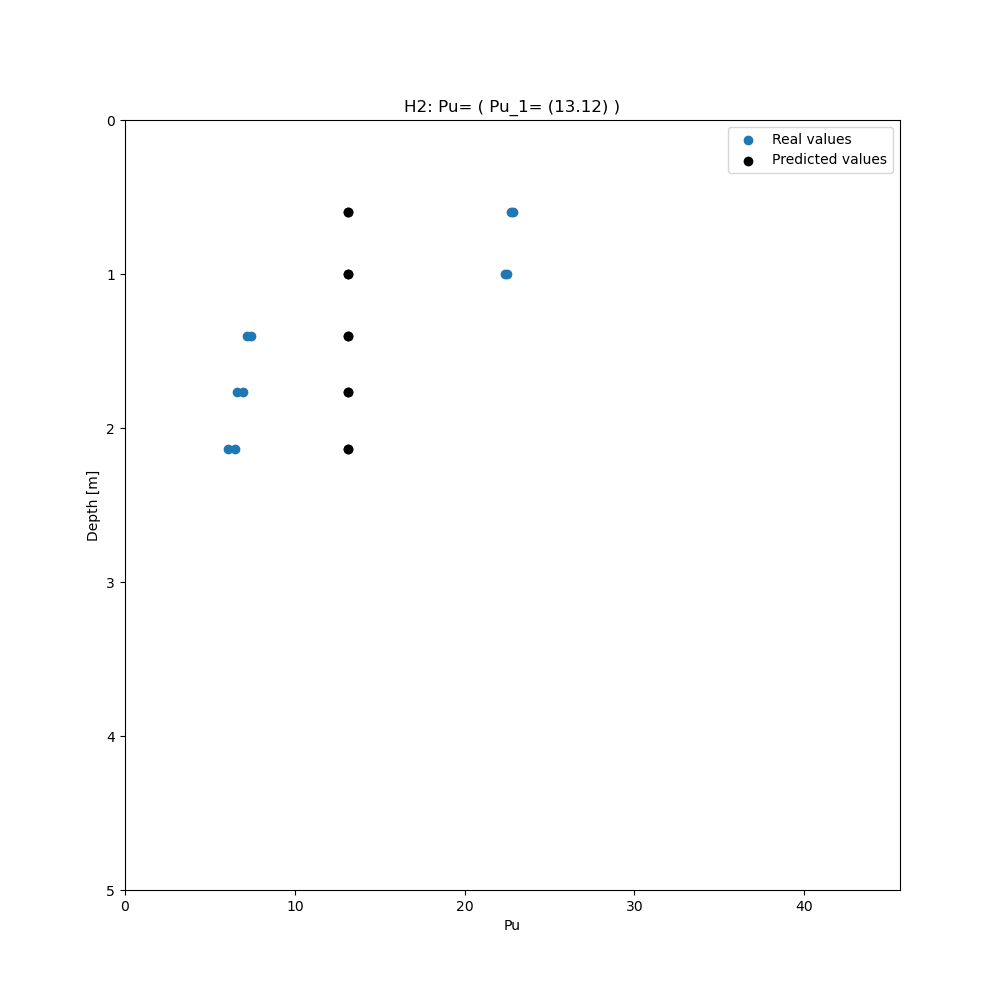 H2: Pu= ( Pu_1= (13.12) )
Real values
Predicted values
0
1
2
3
4
5
Depth [m]
0
10
20
30
40
Pu